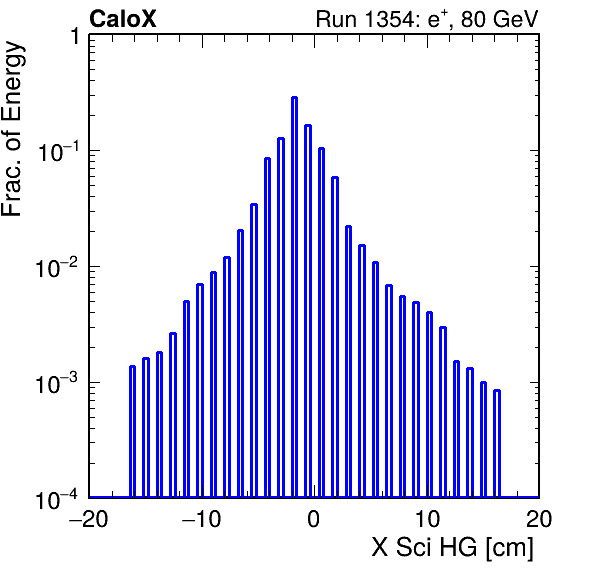 CaloX Run 1354: e⁺, 80 GeV
Frac. of Energy
1
10⁻¹
10⁻²
10⁻³
10⁻⁴
−20 −10 0 10 20
X Sci HG [cm]